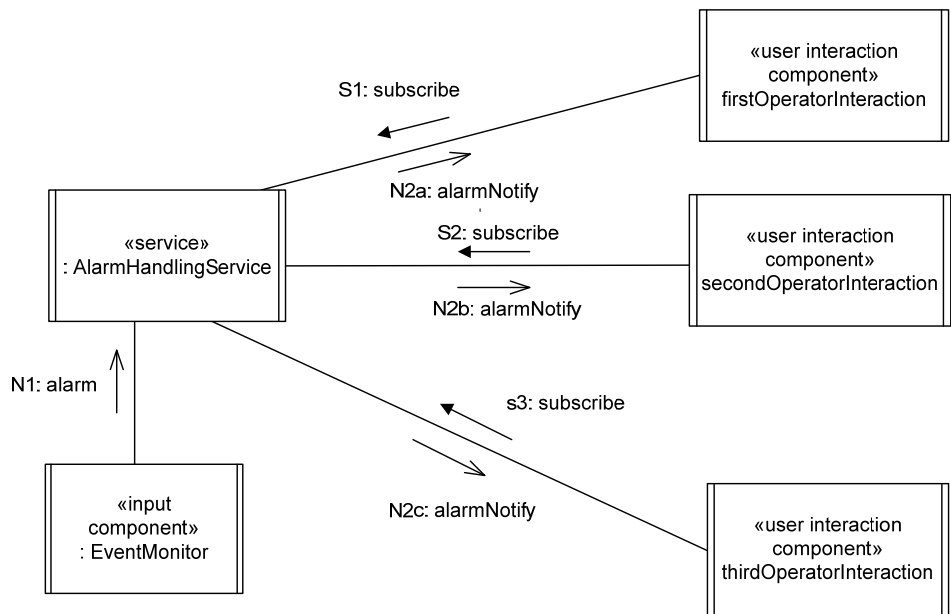 «user interaction
component»
firstOperatorInteraction
S1: subscribe
N2a: alarmNotify
«service»
: AlarmHandlingService
S2: subscribe
N2b: alarmNotify
«user interaction
component»
secondOperatorInteraction
N1: alarm
s3: subscribe
N2c: alarmNotify
«input
component»
: EventMonitor
«user interaction
component»
thirdOperatorInteraction